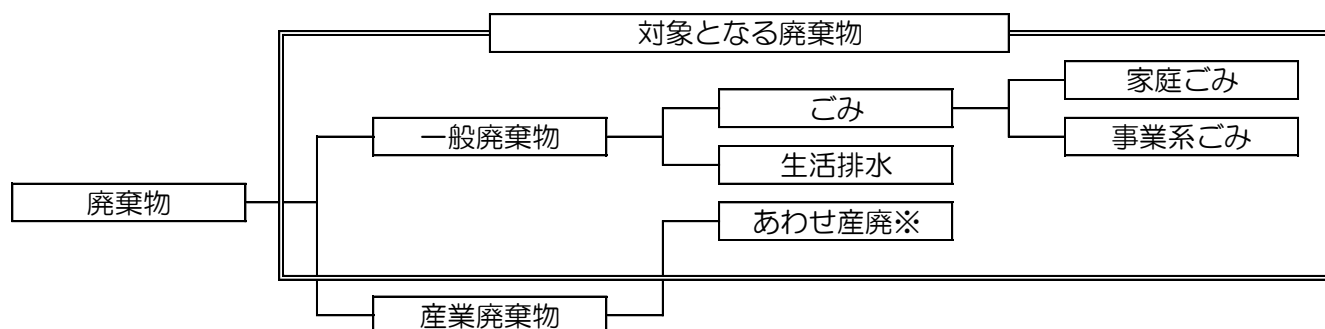 対象となる廃棄物
家庭ごみ
ごみ
一般廃棄物
事業系ごみ
生活排水
廃棄物
あわせ産廃※
産業廃棄物